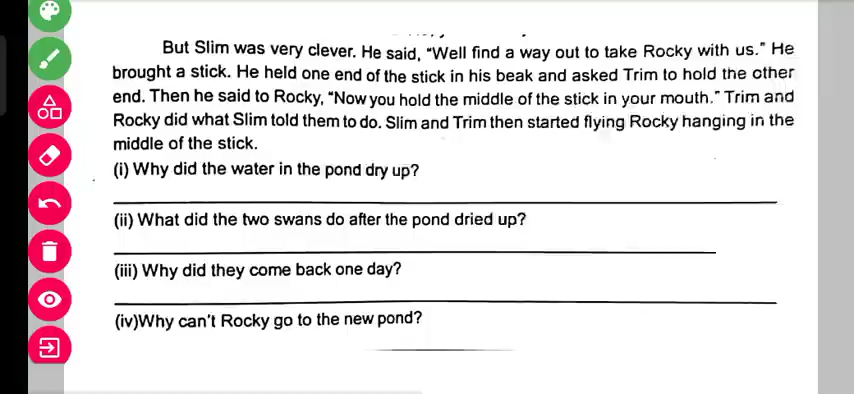 But Slim was very clever. He said, "Well find a way out to take Rocky with us." He
brought a stick. He held one end of the stick in his beak and asked Trim to hold the other
end. Then he said to Rocky, "Now you hold the middle of the stick in your mouth." Trim and
Rocky did what Slim told them to do. Slim and Trim then started flying Rocky hanging in the
middle of the stick.
(i) Why did the water in the pond dry up?
(ii) What did the two swans do after the pond dried up?
(iii) Why did they come back one day?
(iv)Why can't Rocky go to the new pond?